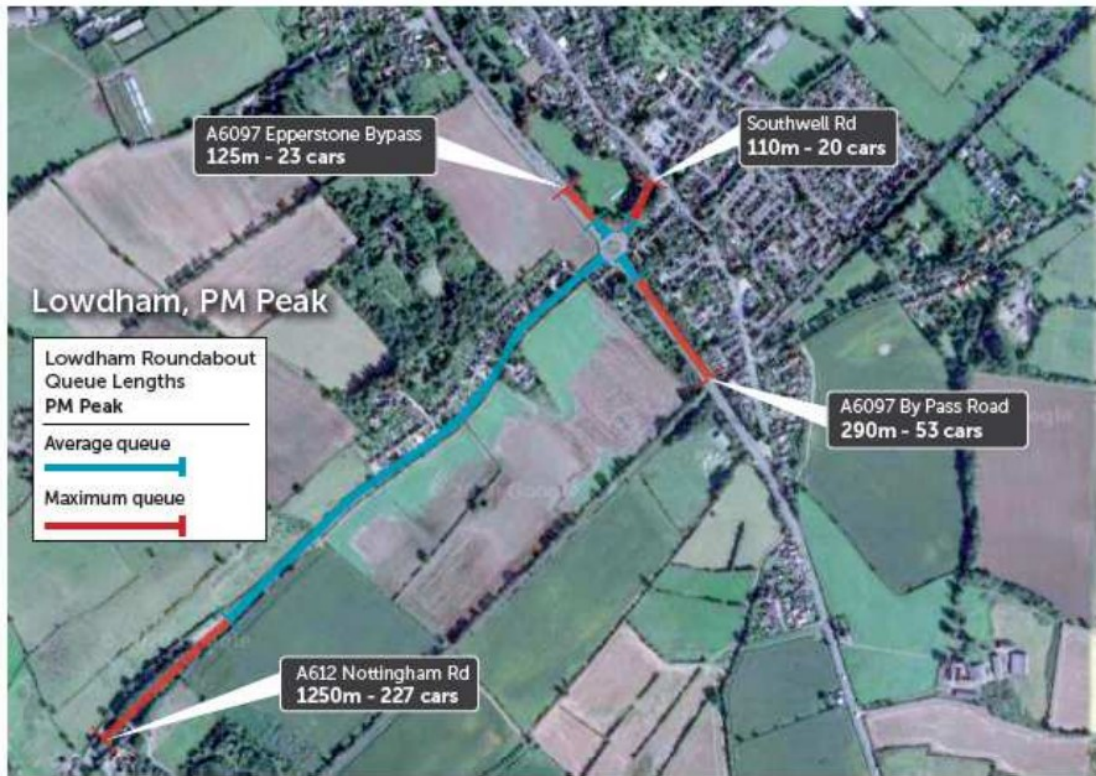 A6097 Epperstone Bypass
125m - 23 cars
Southwell Rd
110m - 20 cars
Lowdham, PM Peak
Lowdham Roundabout
Queue Lengths
PM Peak
Average queue
Maximum queue
A6097 By Pass Road
290m - 53 cars
A612 Nottingham Rd
1250m - 227 cars
Google